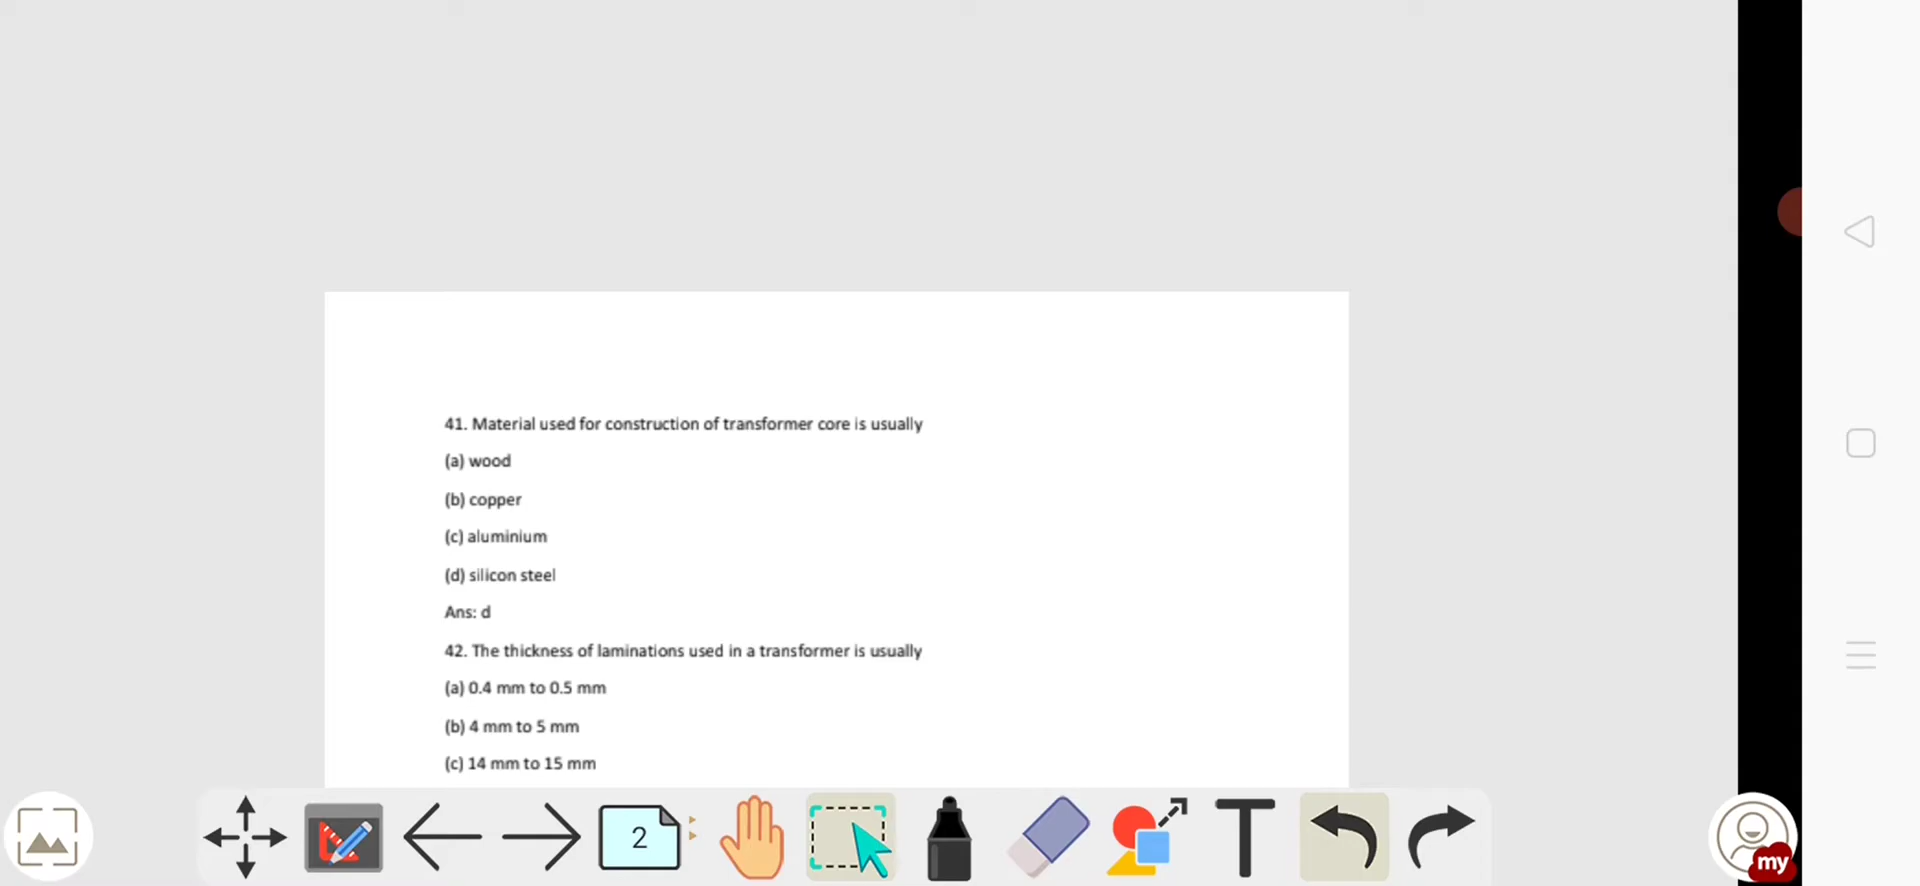 41. Material used for construction of transformer core is usually
(a) wood
(b) copper
(c) aluminium
(d) silicon steel
Ans: d
42. The thickness of laminations used in a transformer is usually
(a) 0.4 mm to 0.5 mm
(b) 4 mm to 5 mm
(c) 14 mm to 15 mm
2
T
my